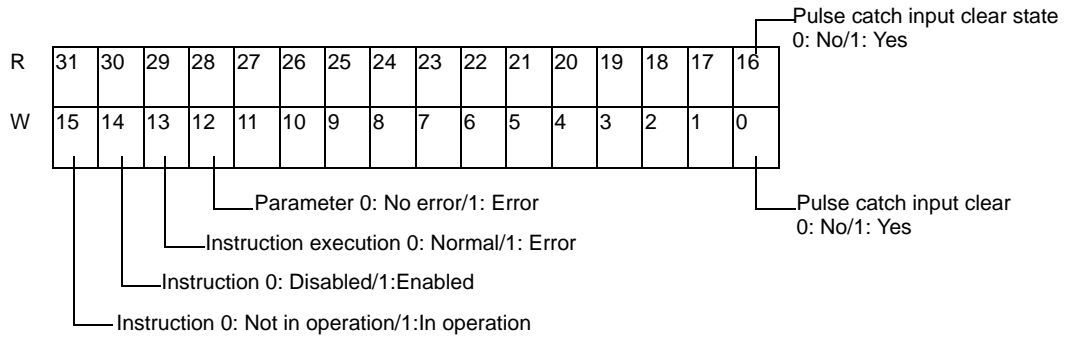 Pulse catch input clear state
0: No/1: Yes
R 31 30 29 28 27 26 25 24 23 22 21 20 19 18 17 16
W 15 14 13 12 11 10 9 8 7 6 5 4 3 2 1 0
Parameter 0: No error/1: Error
Pulse catch input clear
0: No/1: Yes
Instruction execution 0: Normal/1: Error
Instruction 0: Disabled/1:Enabled
Instruction 0: Not in operation/1:In operation